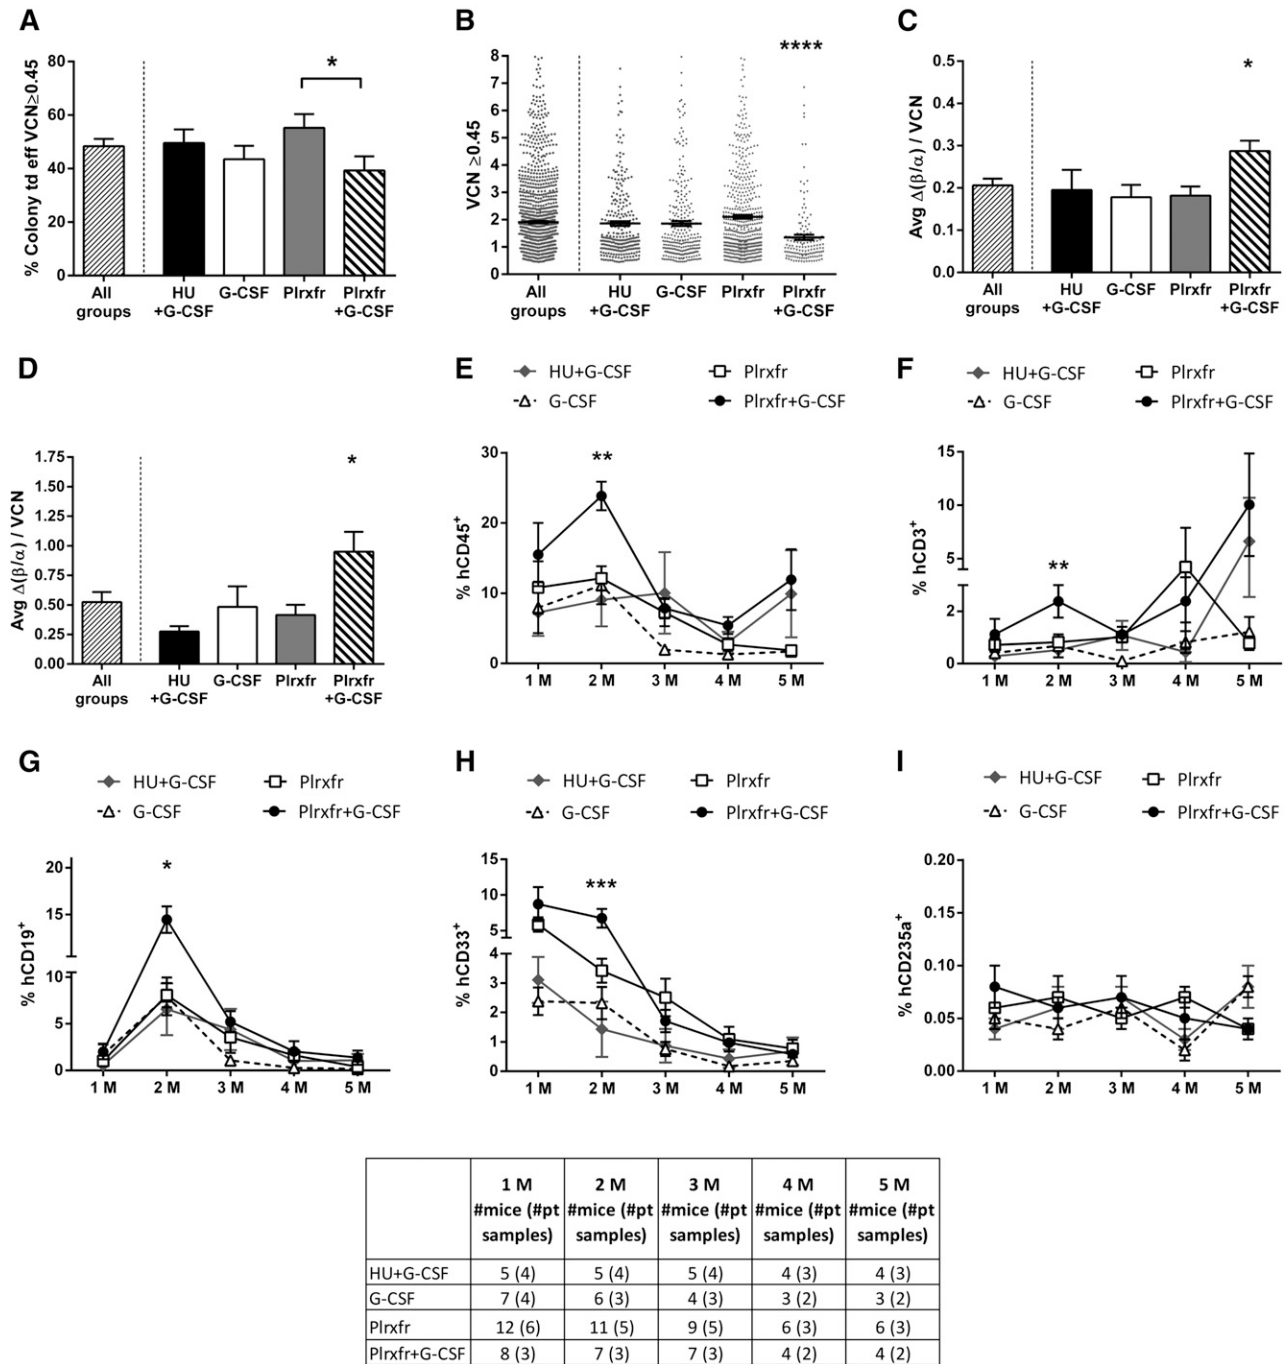 A
% Colony td eff VCN≥0.45
80
60
40
20
0
*
All groups
HU +G-CSF
G-CSF
Plrxfr
Plrxfr +G-CSF
B
VCN ≥0.45
8
7
6
5
4
3
2
1
0
****
All groups
HU +G-CSF
G-CSF
Plrxfr
Plrxfr +G-CSF
C
Avg Δ(β/α) / VCN
0.5
0.4
0.3
0.2
0.1
0.0
*
All groups
HU +G-CSF
G-CSF
Plrxfr
Plrxfr +G-CSF
D
Avg Δ(β/α) / VCN
1.75
1.50
1.25
1.00
0.75
0.50
0.25
0.00
*
All groups
HU +G-CSF
G-CSF
Plrxfr
Plrxfr +G-CSF
E
HU+G-CSF
Plrxfr
G-CSF
Plrxfr+G-CSF
% hCD45+
30
20
10
0
**
1 M 2 M 3 M 4 M 5 M
F
HU+G-CSF
Plrxfr
G-CSF
Plrxfr+G-CSF
% hCD3+
15
10
5
2
0
**
1 M 2 M 3 M 4 M 5 M
G
HU+G-CSF
Plrxfr
G-CSF
Plrxfr+G-CSF
% hCD19+
20
15
10
5
0
*
1 M 2 M 3 M 4 M 5 M
H
HU+G-CSF
Plrxfr
G-CSF
Plrxfr+G-CSF
% hCD33+
15
10
5
4
3
2
1
0
***
1 M 2 M 3 M 4 M 5 M
I
HU+G-CSF
Plrxfr
G-CSF
Plrxfr+G-CSF
% hCD235a+
0.20
0.15
0.10
0.05
0.00
1 M 2 M 3 M 4 M 5 M
1 M 2 M 3 M 4 M 5 M
#mice (#pt #mice (#pt #mice (#pt #mice (#pt #mice (#pt
samples) samples) samples) samples) samples)
HU+G-CSF 5 (4) 5 (4) 5 (4) 4 (3) 4 (3)
G-CSF 7 (4) 6 (3) 4 (3) 3 (2) 3 (2)
Plrxfr 12 (6) 11 (5) 9 (5) 6 (3) 6 (3)
Plrxfr+G-CSF 8 (3) 7 (3) 7 (3) 4 (2) 4 (2)